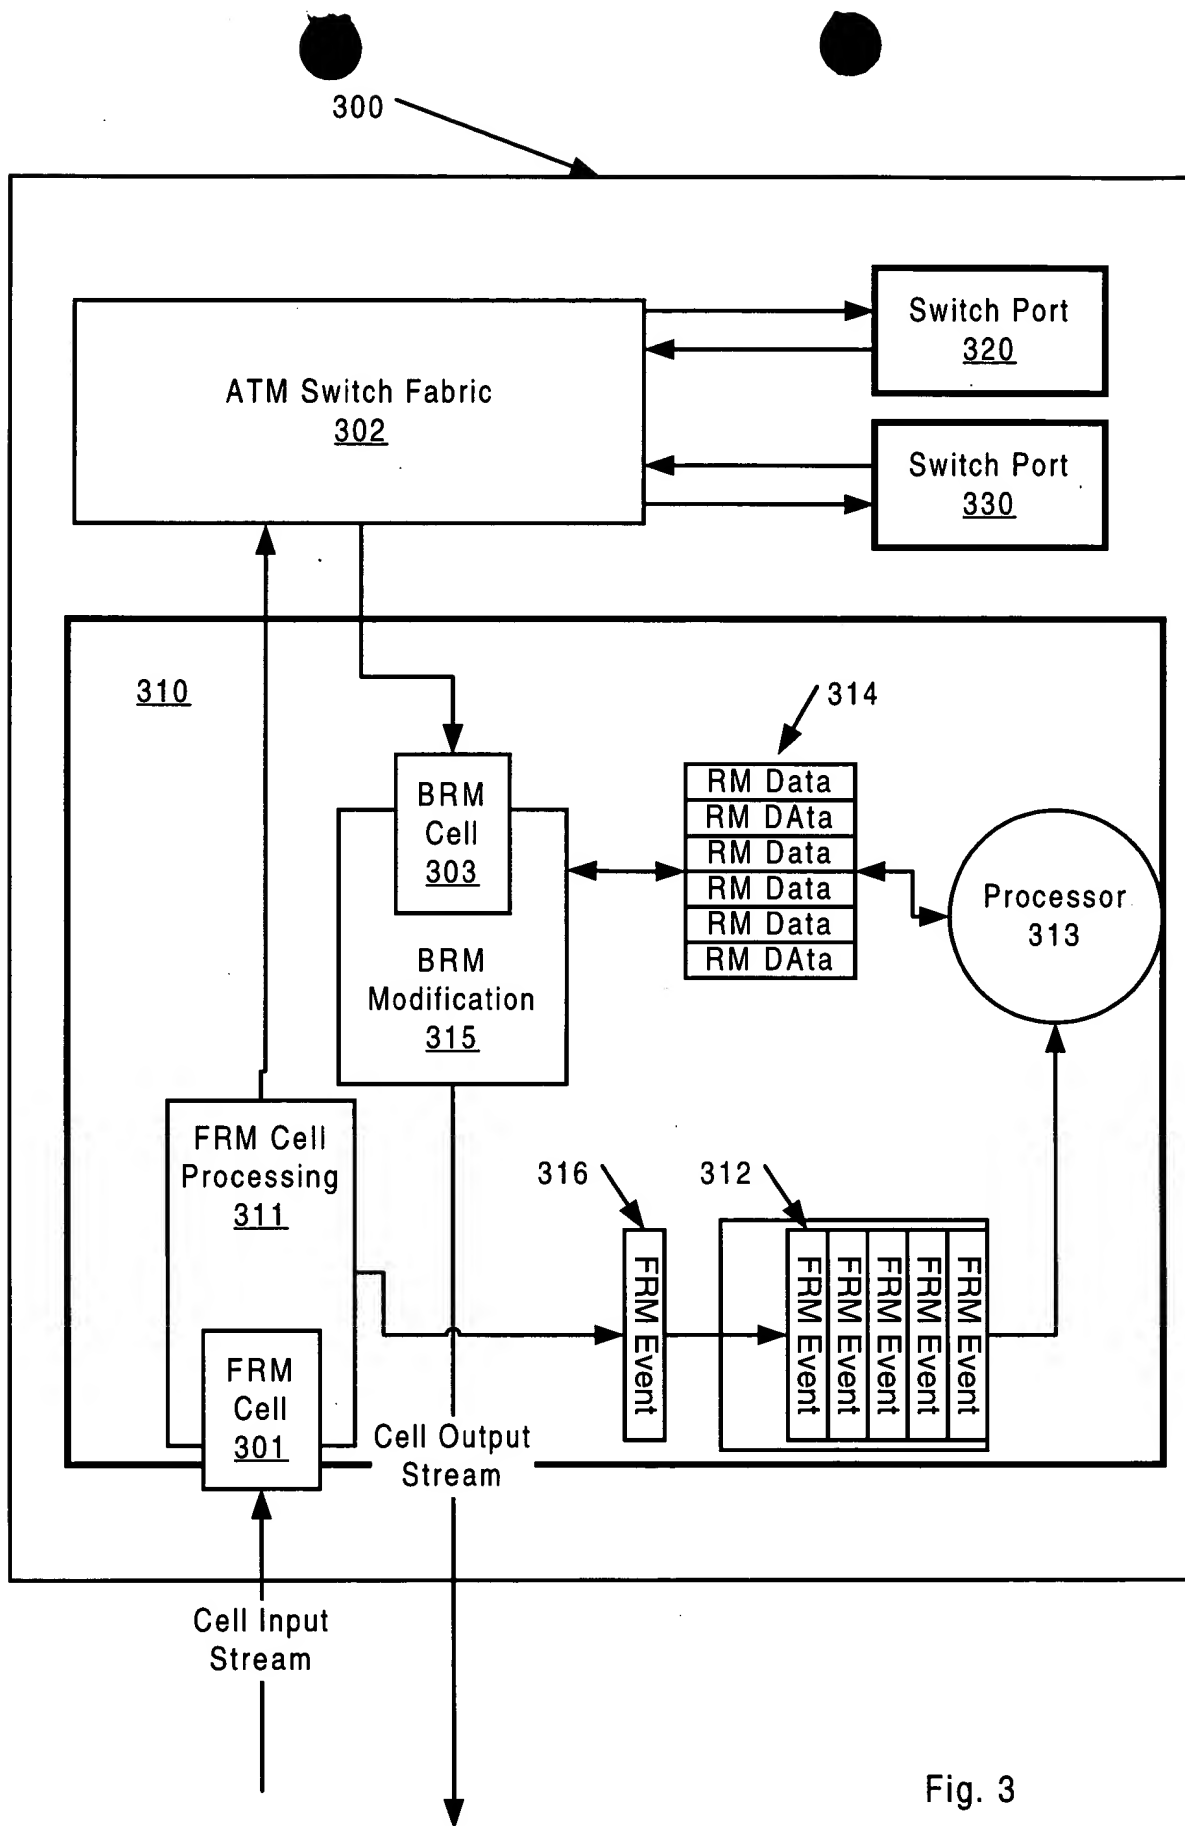 300
Switch Port
320
ATM Switch Fabric
302
Switch Port
330
310
314
BRM
Cell
303
RM Data
RM DAta
RM Data
RM Data
RM Data
RM DAta
Processor
313
BRM
Modification
315
FRM Cell
Processing
311
316
312
FRM Event
FRM Event
FRM Event
FRM Event
FRM Event
FRM Event
FRM
Cell
301
Cell Output
Stream
Cell Input
Stream
Fig. 3